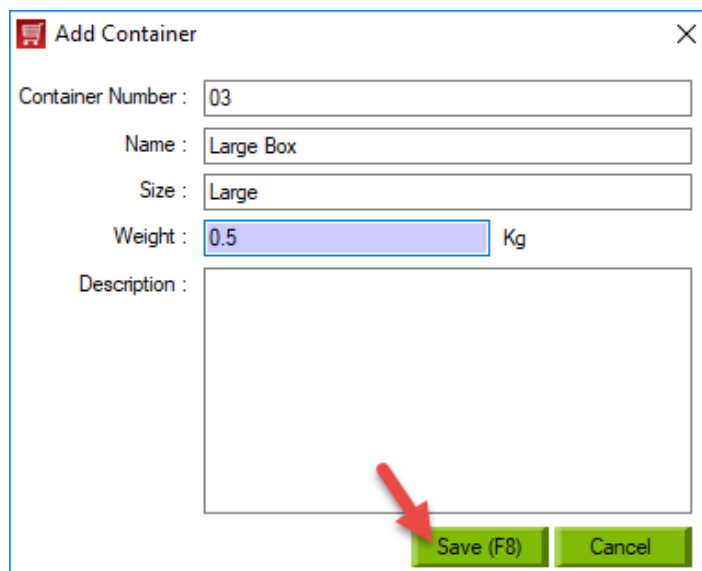 Add Container
Container Number : 03
Name : Large Box
Size : Large
Weight : 0.5 Kg
Description :
Save (F8) Cancel